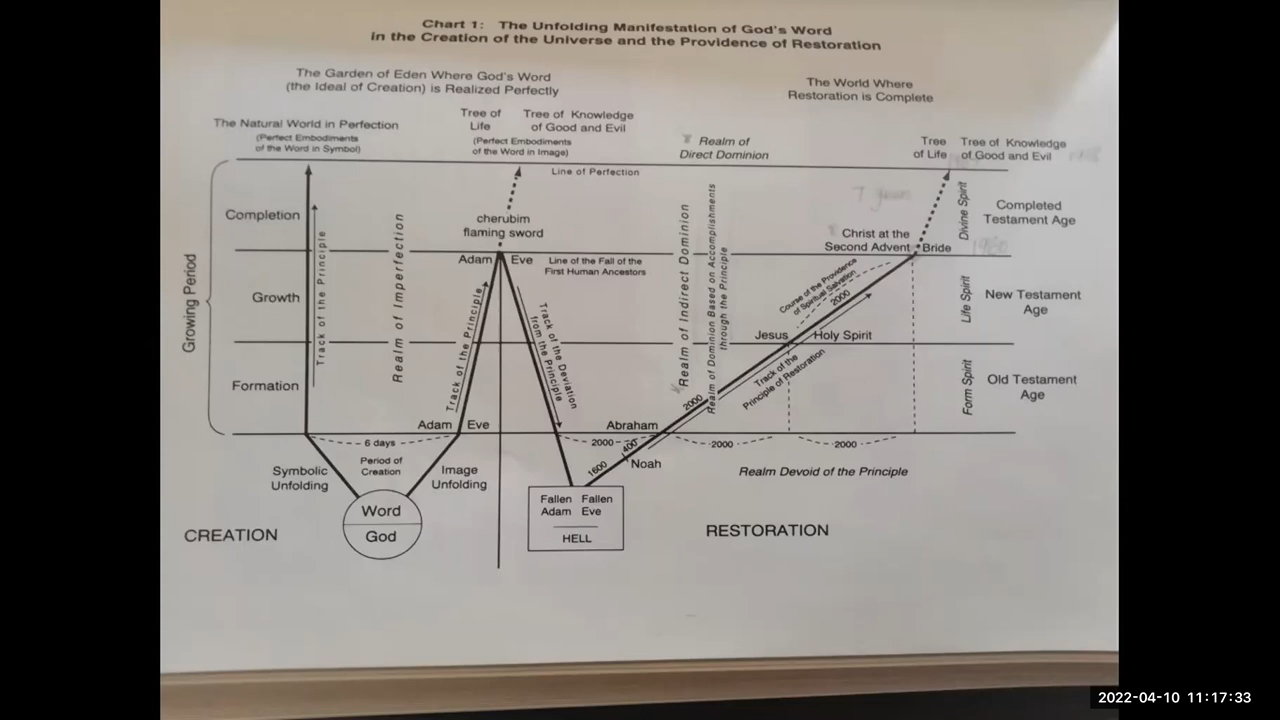 Chart 1: The Unfolding Manifestation of God's Word
in the Creation of the Universe and the Providence of Restoration
The Garden of Eden Where God's Word
(the Ideal of Creation) is Realized Perfectly
The World Where
Restoration is Complete
The Natural World in Perfection
(Perfect Embodiments
of the Word in Symbol)
Tree of
Life
Tree of Knowledge
of Good and Evil
(Perfect Embodiments
of the Word in Image)
Realm of
Direct Dominion
Tree
of Life
Tree of Knowledge
of Good and Evil
Line of Perfection
Growing Period
Completion
Growth
Formation
Track of the Principle
Realm of Imperfection
cherubim
flaming sword
Adam
Eve
Line of the Fall of the
First Human Ancestors
Track of the Principle
Track of the Deviation
from the Principle
Realm of Indirect Dominion
Realm of Dominion Based on Accomplishments
through the Principle
7 years
Christ at the
Second Advent
Bride
1960
Course of the Providence
of Spiritual Salvation
2000
Jesus
Holy Spirit
Track of the
Principle of Restoration
2000
Divine Spirit
Life Spirit
Form Spirit
Completed
Testament Age
New Testament
Age
Old Testament
Age
Adam
Eve
Abraham
6 days
2000
400
2000
2000
Symbolic
Unfolding
Period of
Creation
Image
Unfolding
1600
Noah
Realm Devoid of the Principle
Word
God
Fallen
Adam
Fallen
Eve
HELL
CREATION
RESTORATION
2022-04-10 11:17:33